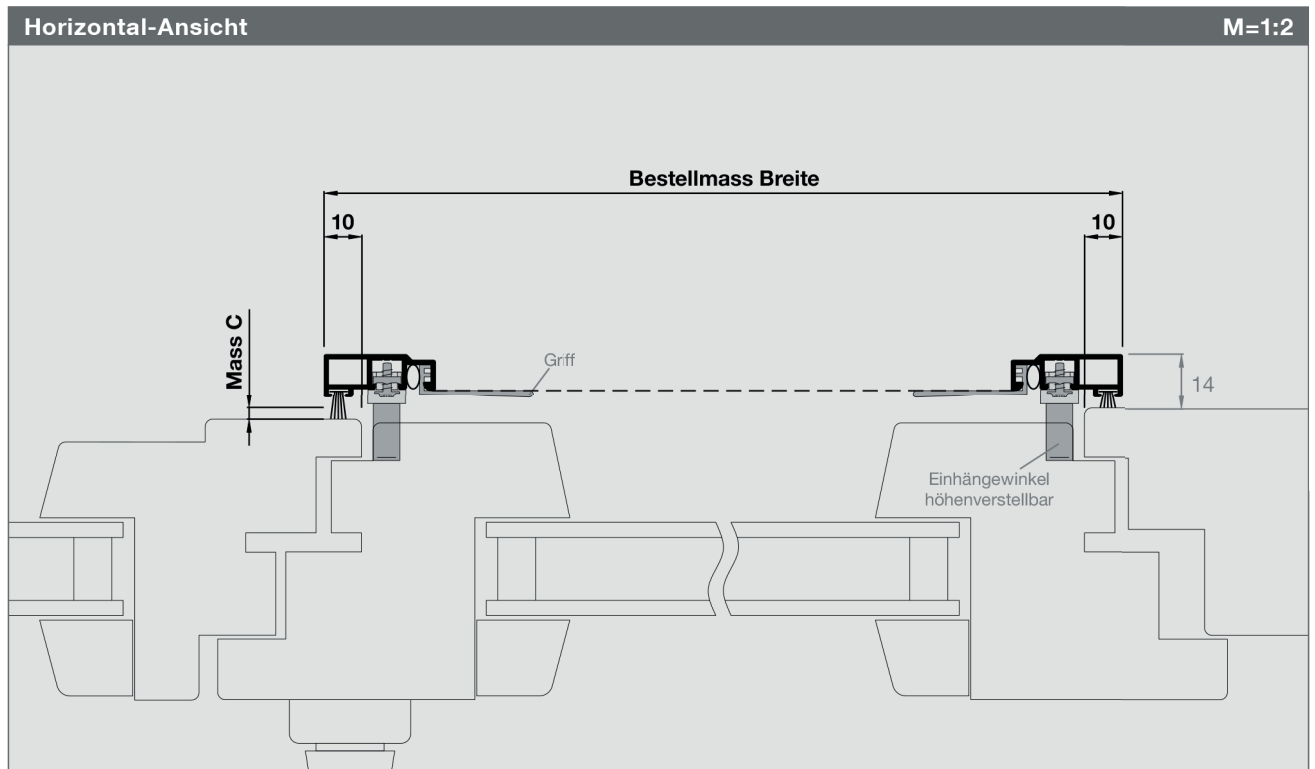 Horizontal-Ansicht M=1:2
Bestellmass Breite
10 10
Mass C
Griff
14
Einhängewinkel
höhenverstellbar